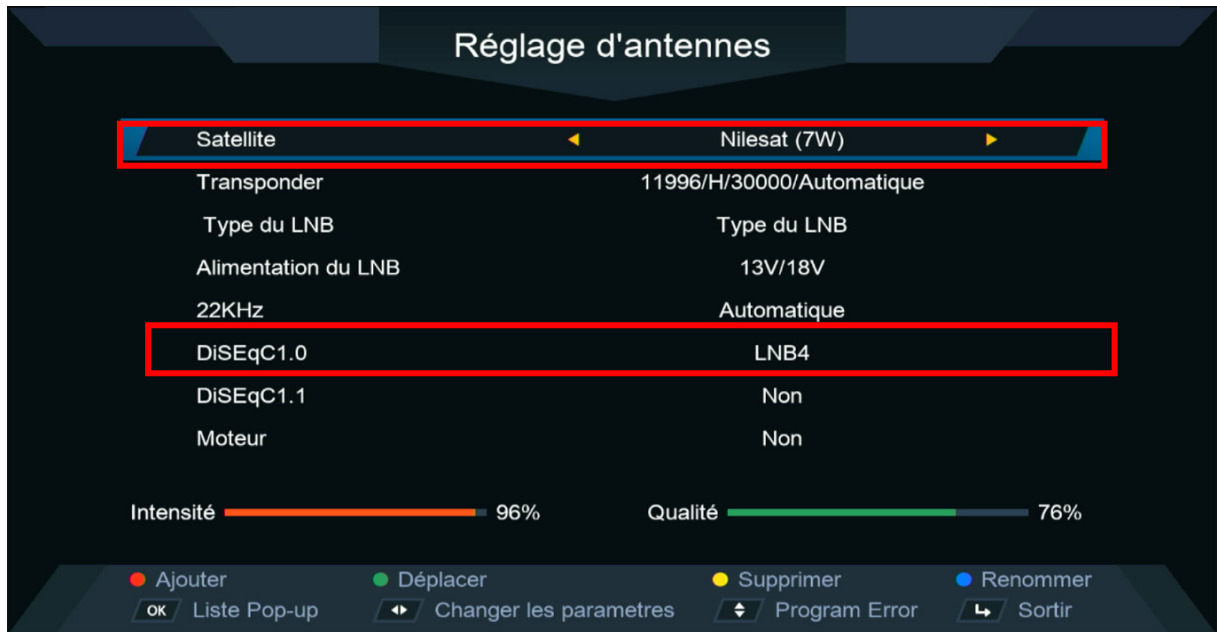 Réglage d'antennes
Satellite Nilesat (7W)
Transponder 11996/H/30000/Automatique
Type du LNB Type du LNB
Alimentation du LNB 13V/18V
22KHz Automatique
DiSEqC1.0 LNB4
DiSEqC1.1 Non
Moteur Non
Intensité 96% Qualité 76%
Ajouter Déplacer Supprimer Renommer
OK Liste Pop-up Changer les parametres Program Error Sortir